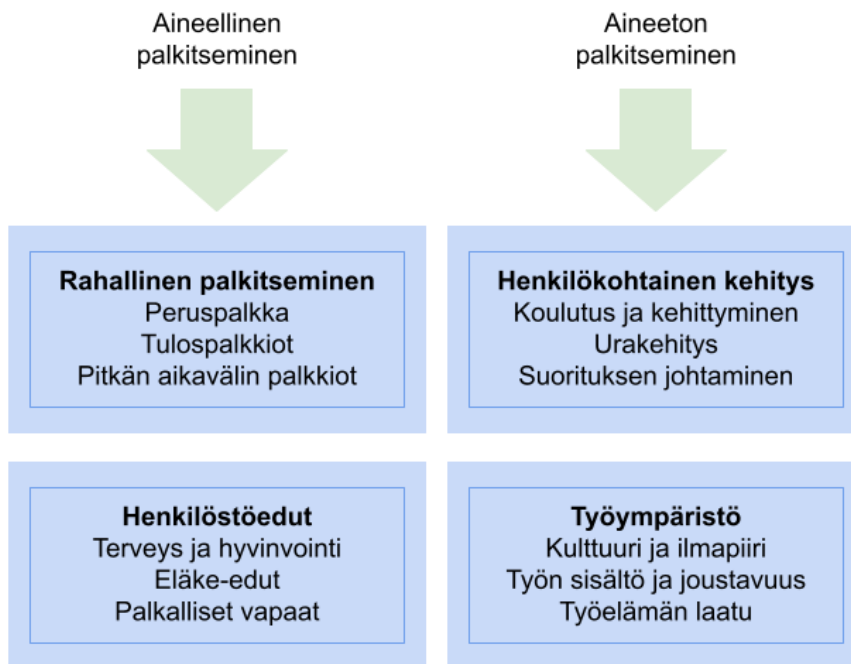 Aineellinen
palkitseminen
Aineeton
palkitseminen
Rahallinen palkitseminen
Peruspalkka
Tulospalkkiot
Pitkän aikavälin palkkiot
Henkilökohtainen kehitys
Koulutus ja kehittyminen
Urakehitys
Suorituksen johtaminen
Henkilöstöedut
Terveys ja hyvinvointi
Eläke-edut
Palkalliset vapaat
Työympäristö
Kulttuuri ja ilmapiiri
Työn sisältö ja joustavuus
Työelämän laatu